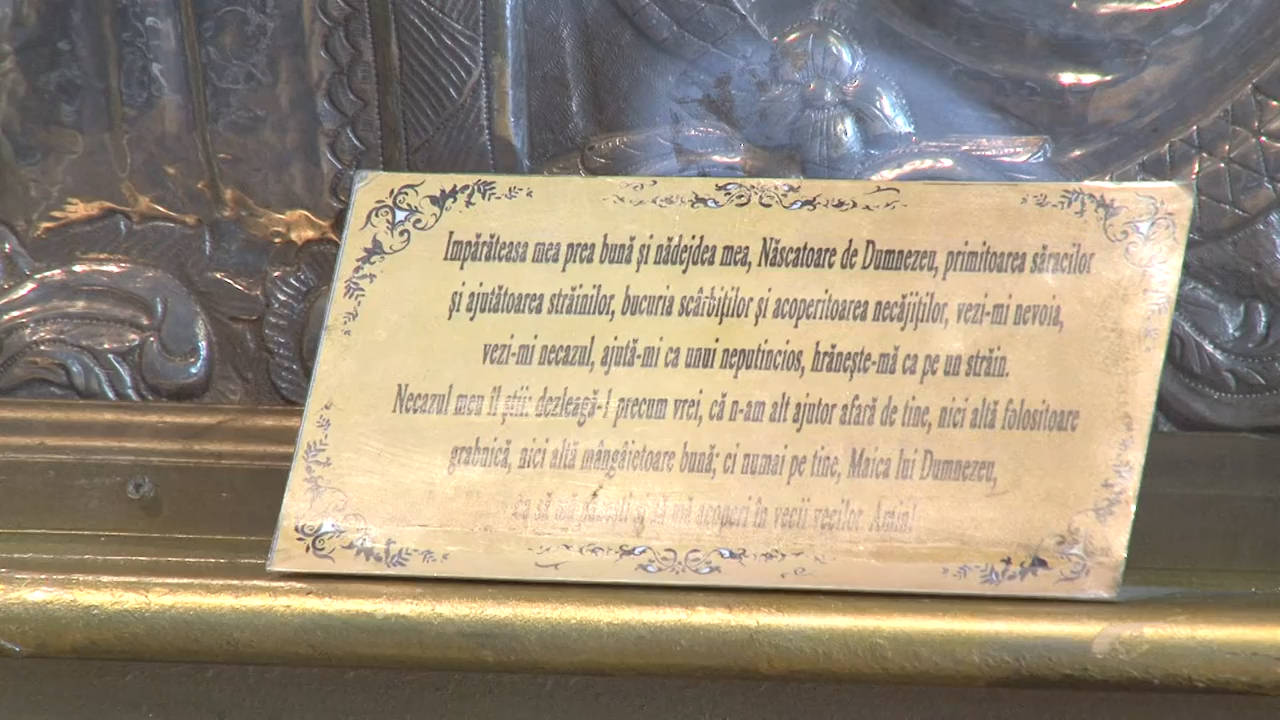 Împărăteasa mea prea bună și nădejdea mea, Născatoare de Dumnezeu, primitoarea săracilor
și ajutătoarea străinilor, bucuria scârbiților și acoperitoarea necăjiților, vezi-mi nevoia,
vezi-mi necazul, ajută-mi ca unui neputincios, hrănește-mă ca pe un străin.
Necazul meu îl știi: dezleagă-l precum vrei, că n-am alt ajutor afară de tine, nici altă folositoare
grabnică, nici altă mângâietoare bună; ci numai pe tine, Maica lui Dumnezeu,
ca să mă și să mă acoperi în vecii vecilor. Amin!